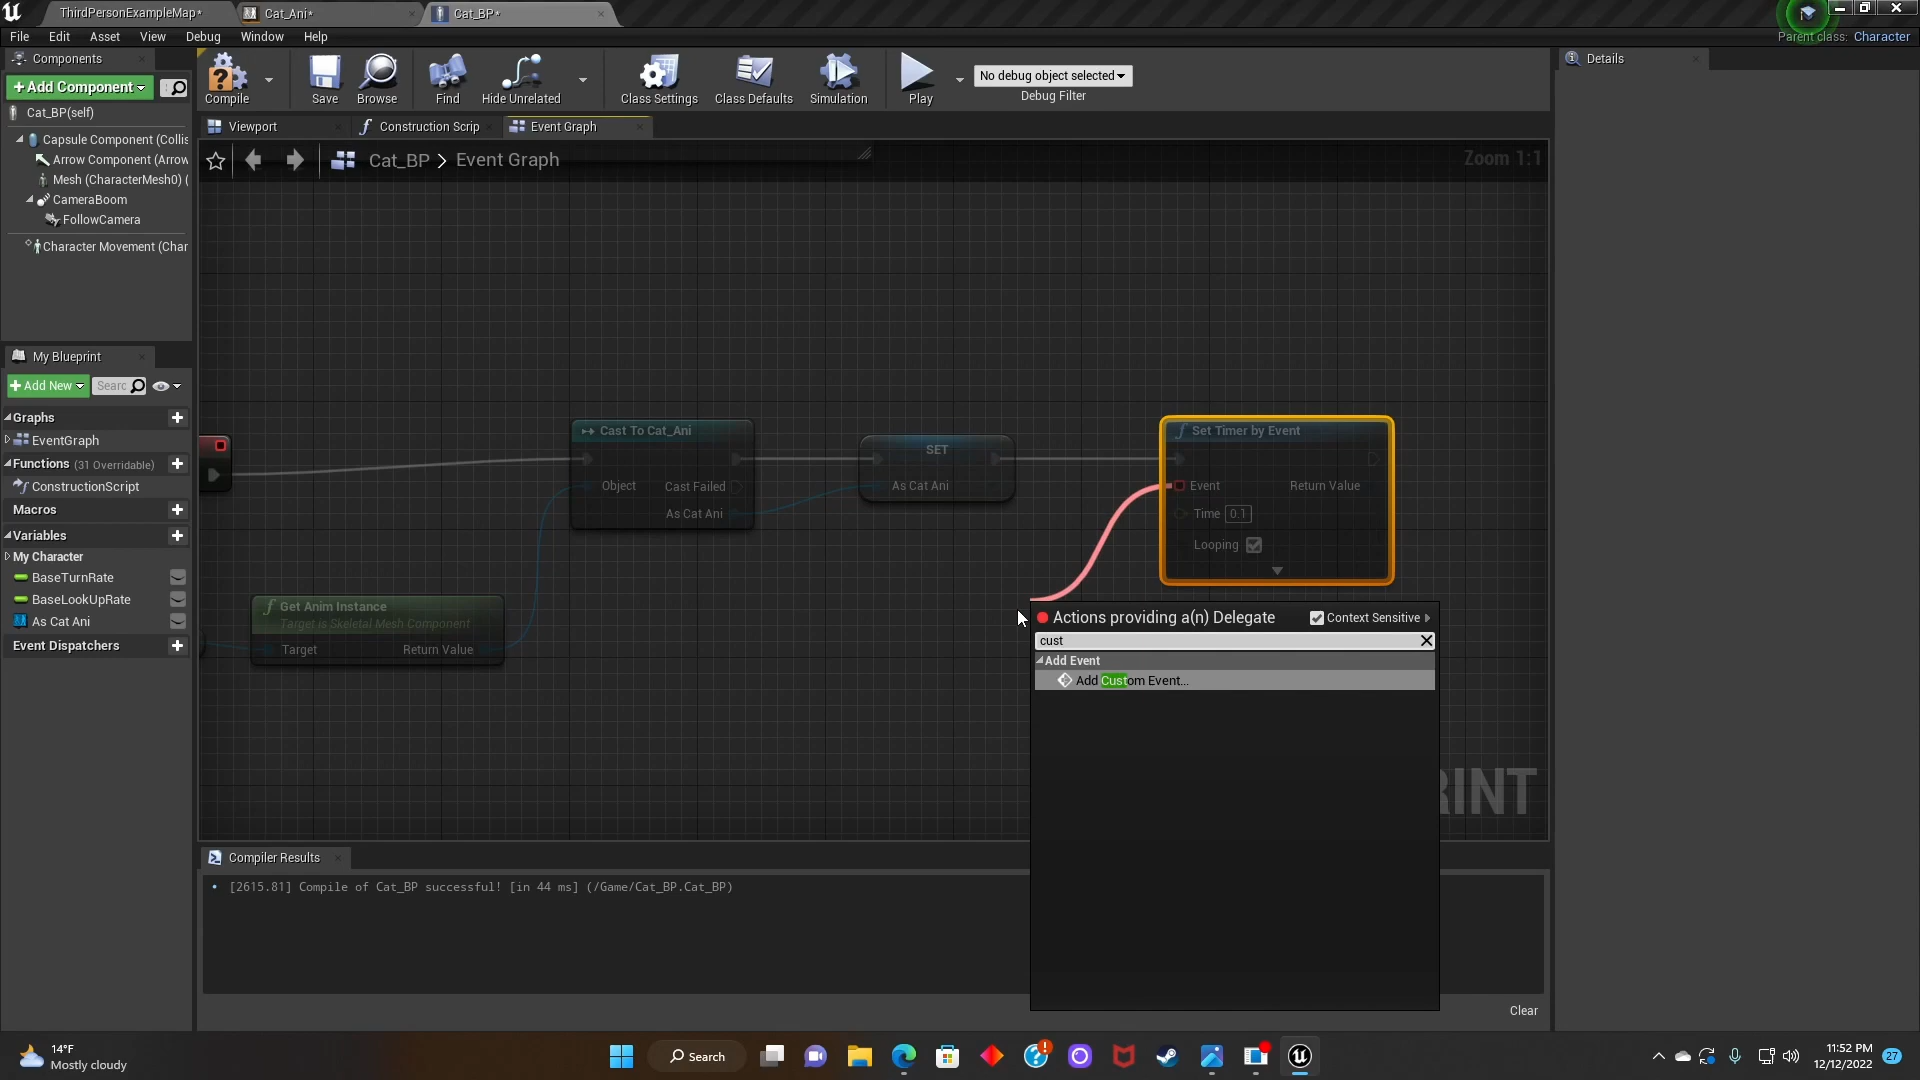 ThirdPersonExampleMap*
Cat_Ani*
Cat_BP*
File Edit Asset View Debug Window Help
Parent class: Character
Components
+Add Component
Cat_BP(self)
Capsule Component (Collis
Arrow Component (Arrow
Mesh (CharacterMesh0) (
CameraBoom
FollowCamera
Character Movement (Char
Compile
Save
Browse
Find
Hide Unrelated
Class Settings
Class Defaults
Simulation
Play
No debug object selected
Debug Filter
Details
Viewport
Construction Scrip
Event Graph
Cat_BP > Event Graph
Zoom 1:1
My Blueprint
+Add New
Searc
Graphs
EventGraph
Functions (31 Overridable)
ConstructionScript
Macros
Variables
My Character
BaseTurnRate
BaseLookUpRate
As Cat Ani
Event Dispatchers
Cast To Cat_Ani
Object
Cast Failed
As Cat Ani
SET
As Cat Ani
Set Timer by Event
Event
Return Value
Time 0.1
Looping
Get Anim Instance
Target is Skeletal Mesh Component
Target
Return Value
Actions providing a(n) Delegate
Context Sensitive
cust
Add Event
Add Custom Event...
RINT
Compiler Results
[2615.81] Compile of Cat_BP successful! [in 44 ms] (/Game/Cat_BP.Cat_BP)
Clear
14°F
Mostly cloudy
Search
11:52 PM
12/12/2022
27